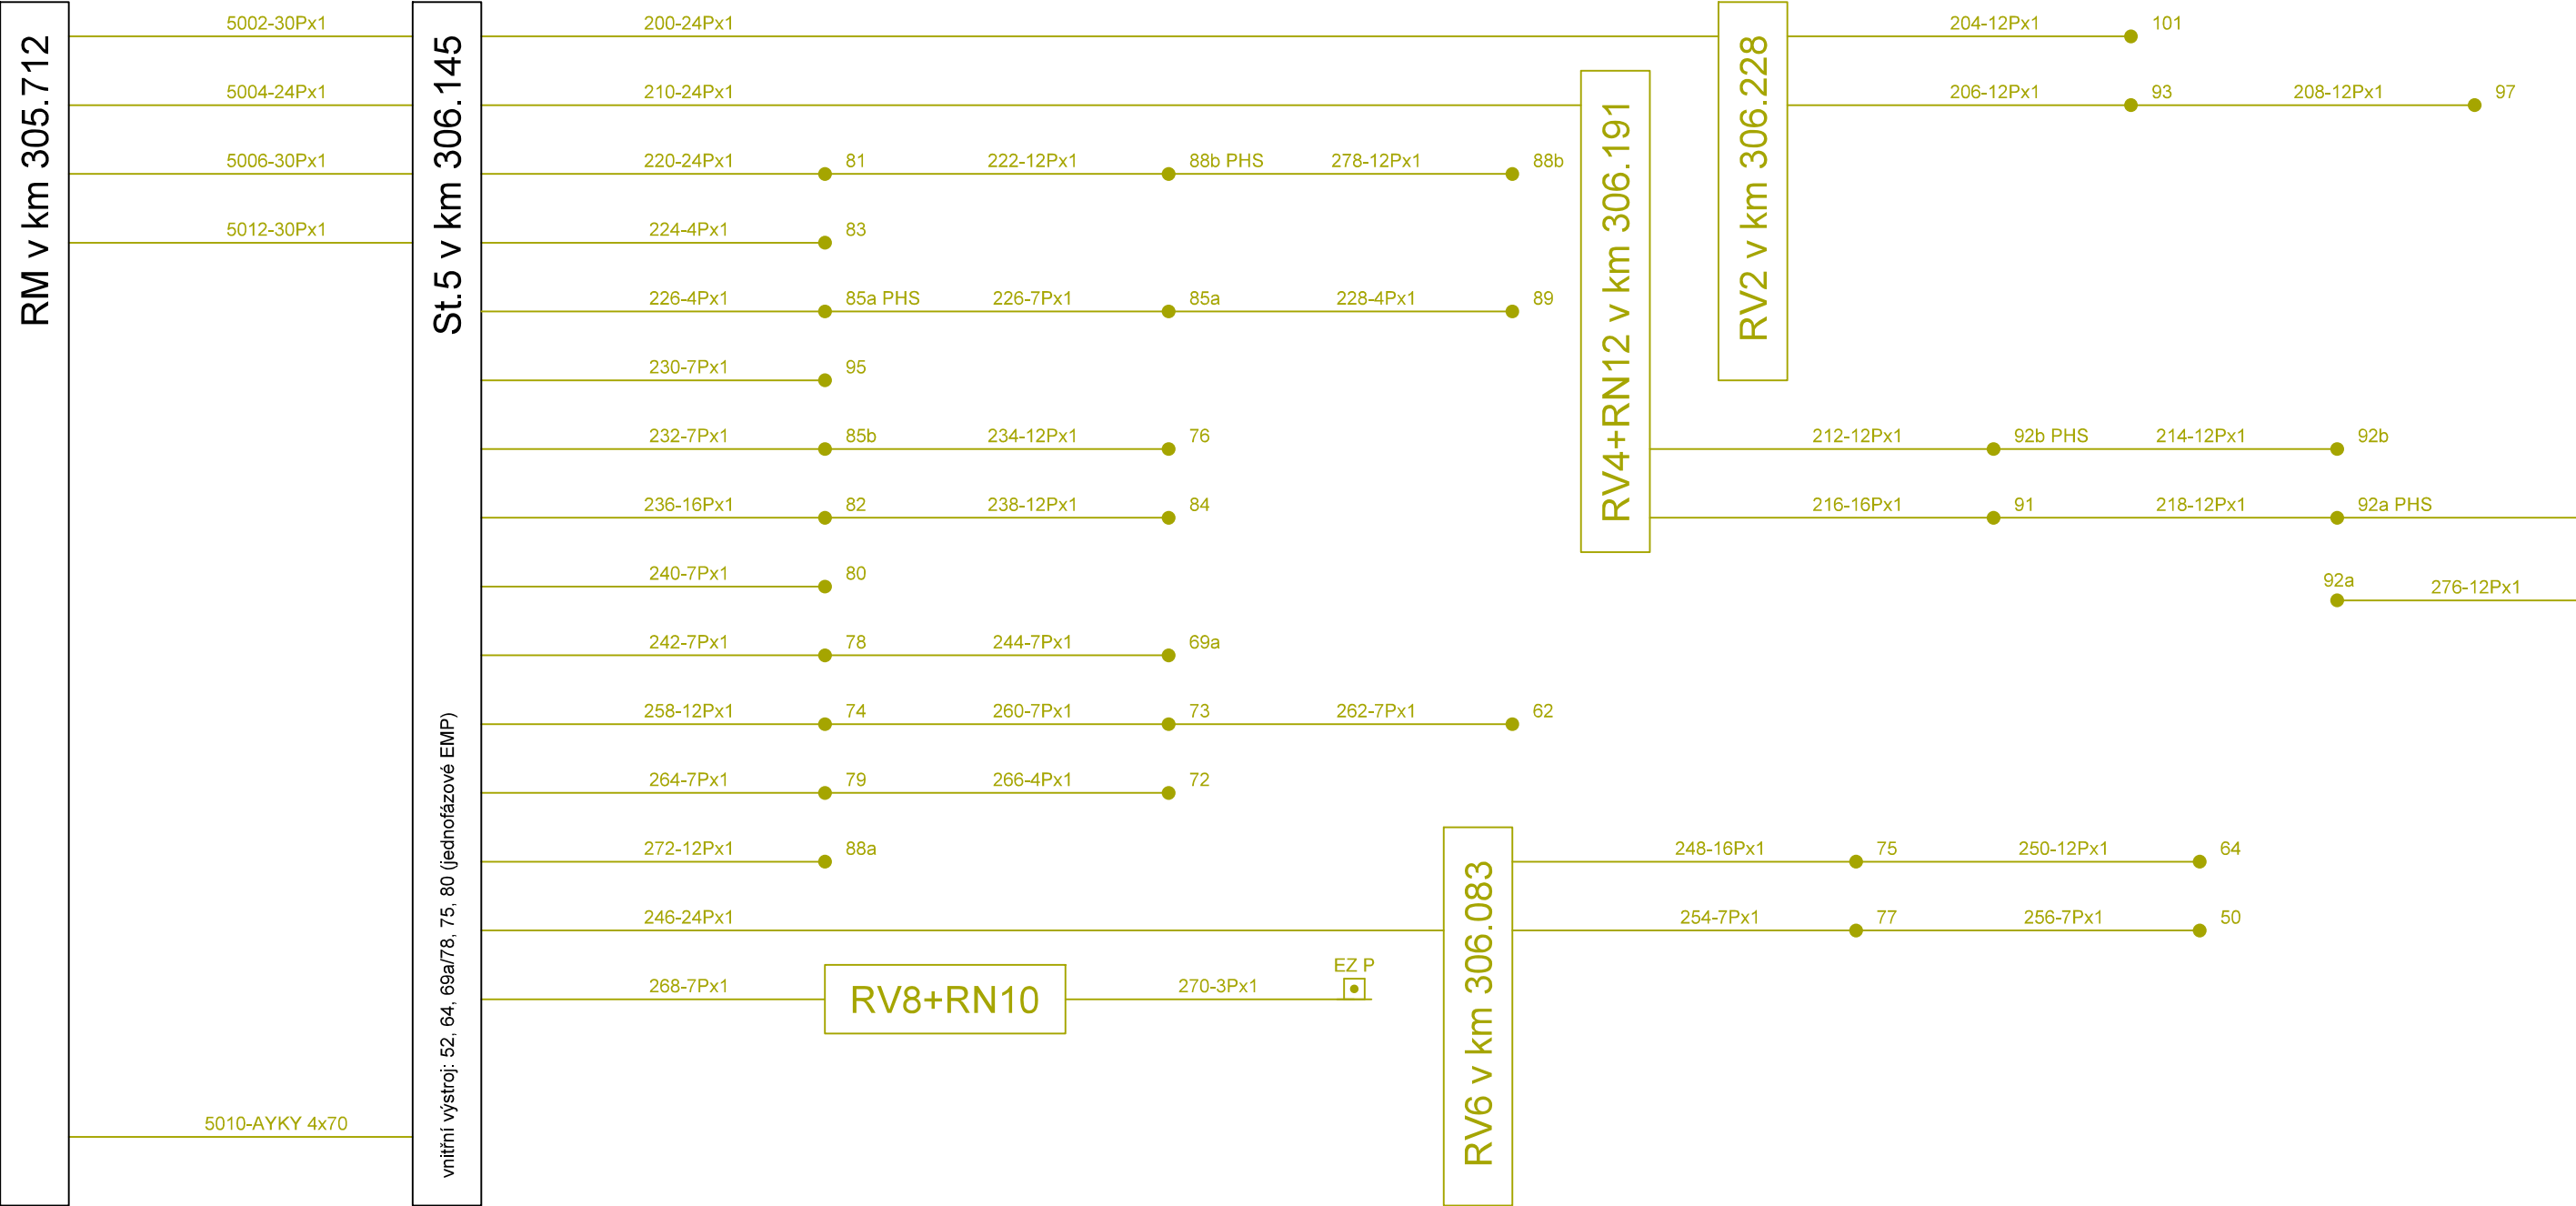 RM v km 305.712
5002-30Px1
5004-24Px1
5006-30Px1
5012-30Px1
5010-AYKY 4x70
St.5 v km 306.145
vnitřní výstroj: 52, 64, 69a/78, 75, 80 (jednofázové EMP)
200-24Px1
RV2 v km 306.228
204-12Px1 101
206-12Px1 93 208-12Px1 97
210-24Px1
RV4+RN12 v km 306.191
220-24Px1 81 222-12Px1 88b PHS 278-12Px1 88b
224-4Px1 83
226-4Px1 85a PHS 226-7Px1 85a 228-4Px1 89
230-7Px1 95
232-7Px1 85b 234-12Px1 76
212-12Px1 92b PHS 214-12Px1 92b
236-16Px1 82 238-12Px1 84
216-16Px1 91 218-12Px1 92a PHS
240-7Px1 80
92a 276-12Px1
242-7Px1 78 244-7Px1 69a
258-12Px1 74 260-7Px1 73 262-7Px1 62
264-7Px1 79 266-4Px1 72
272-12Px1 88a
246-24Px1
RV6 v km 306.083
248-16Px1 75 250-12Px1 64
254-7Px1 77 256-7Px1 50
268-7Px1 RV8+RN10 270-3Px1 EZ P